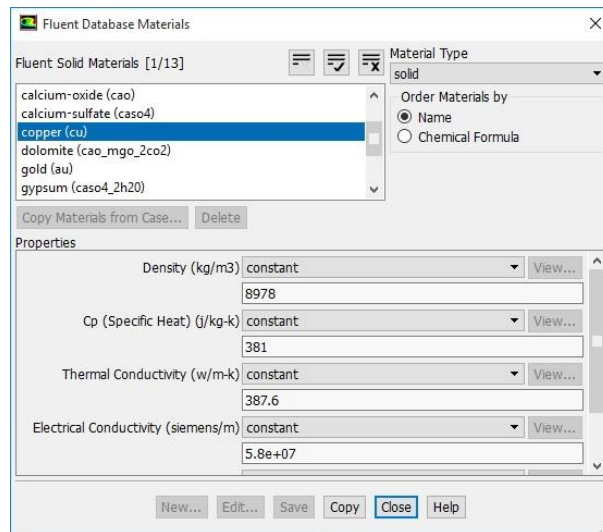 Fluent Database Materials
Fluent Solid Materials [1/13]
Material Type
solid
calcium-oxide (cao)
calcium-sulfate (caso4)
copper (cu)
dolomite (cao_mgo_2co2)
gold (au)
gypsum (caso4_2h20)
Order Materials by
Name
Chemical Formula
Copy Materials from Case... Delete
Properties
Density (kg/m3) constant View...
8978
Cp (Specific Heat) (j/kg-k) constant View...
381
Thermal Conductivity (w/m-k) constant View...
387.6
Electrical Conductivity (siemens/m) constant View...
5.8e+07
New... Edit... Save Copy Close Help